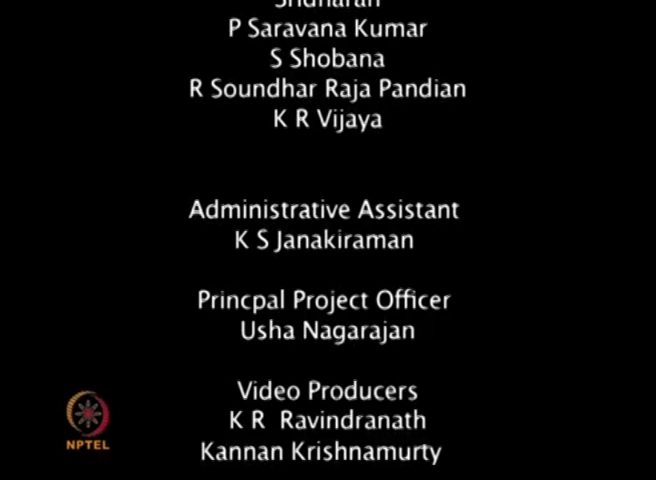 Sridharan
P Saravana Kumar
S Shobana
R Soundhar Raja Pandian
K R Vijaya
Administrative Assistant
K S Janakiraman
Princpal Project Officer
Usha Nagarajan
Video Producers
K R Ravindranath
Kannan Krishnamurty
NPTEL